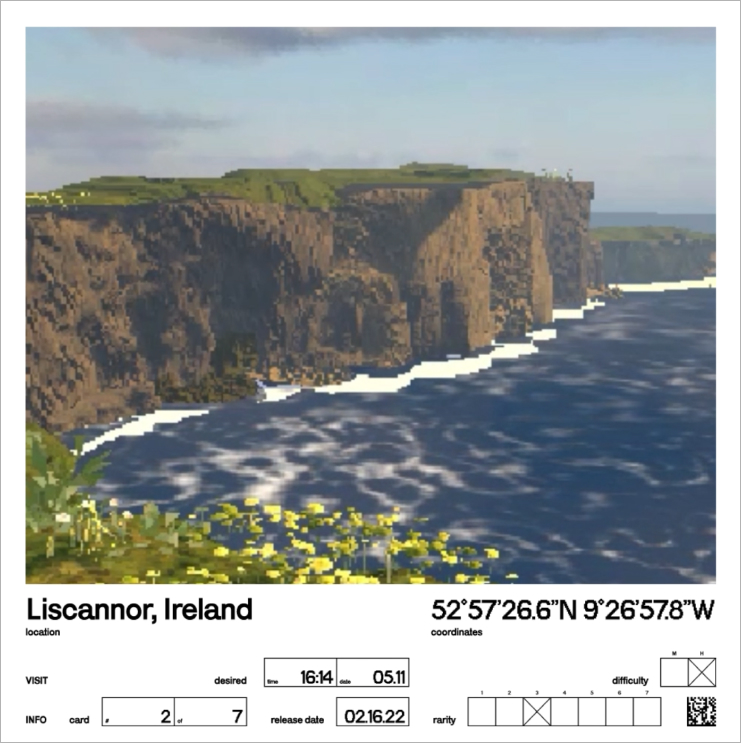 Liscannor, Ireland
location
52°57'26.6"N 9°26'57.8"W
coordinates
VISIT desired time 16:14 date 05.11
difficulty M H
INFO card # 2 of 7 release date 02.16.22
rarity 1 2 3 4 5 6 7